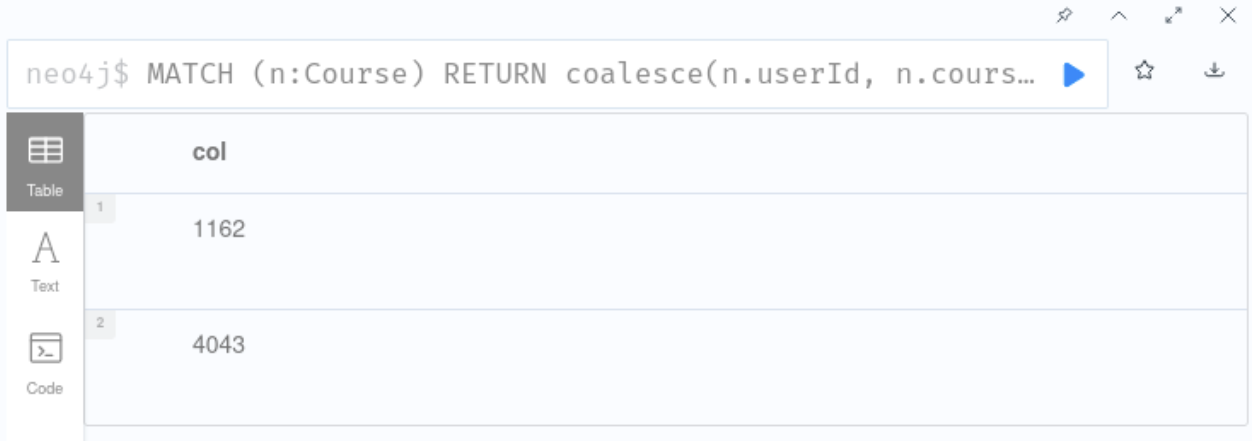 neo4j$ MATCH (n:Course) RETURN coalesce(n.userId, n.cours…
Table
col
1
1162
A
Text
2
4043
Code